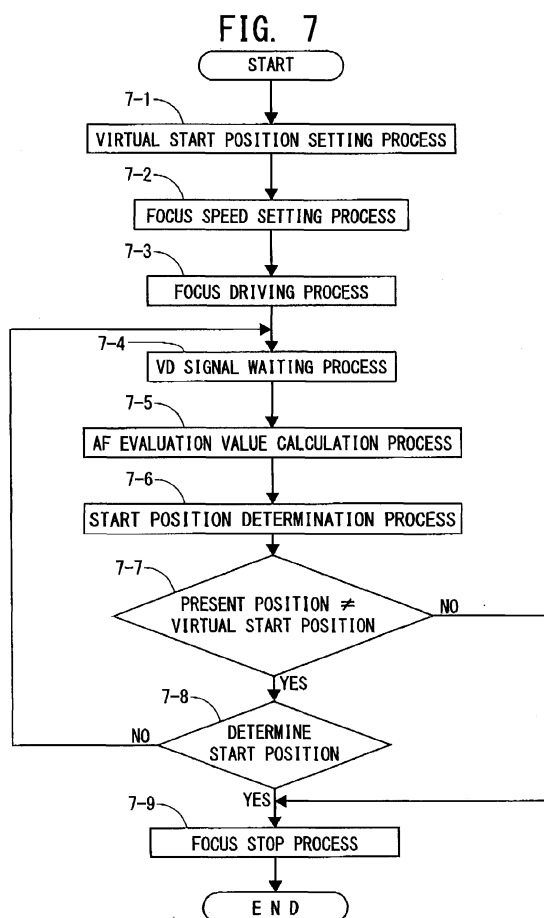 FIG. 7
START
7-1
VIRTUAL START POSITION SETTING PROCESS
7-2
FOCUS SPEED SETTING PROCESS
7-3
FOCUS DRIVING PROCESS
7-4
VD SIGNAL WAITING PROCESS
7-5
AF EVALUATION VALUE CALCULATION PROCESS
7-6
START POSITION DETERMINATION PROCESS
7-7
PRESENT POSITION ≠
VIRTUAL START POSITION
NO
YES
7-8
DETERMINE
START POSITION
NO
YES
7-9
FOCUS STOP PROCESS
END